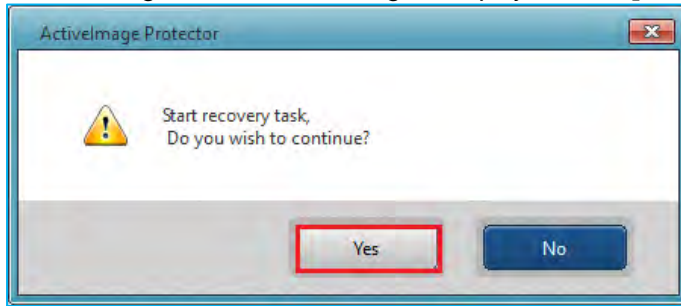 ActiveImage Protector
Start recovery task,
Do you wish to continue?
Yes
No